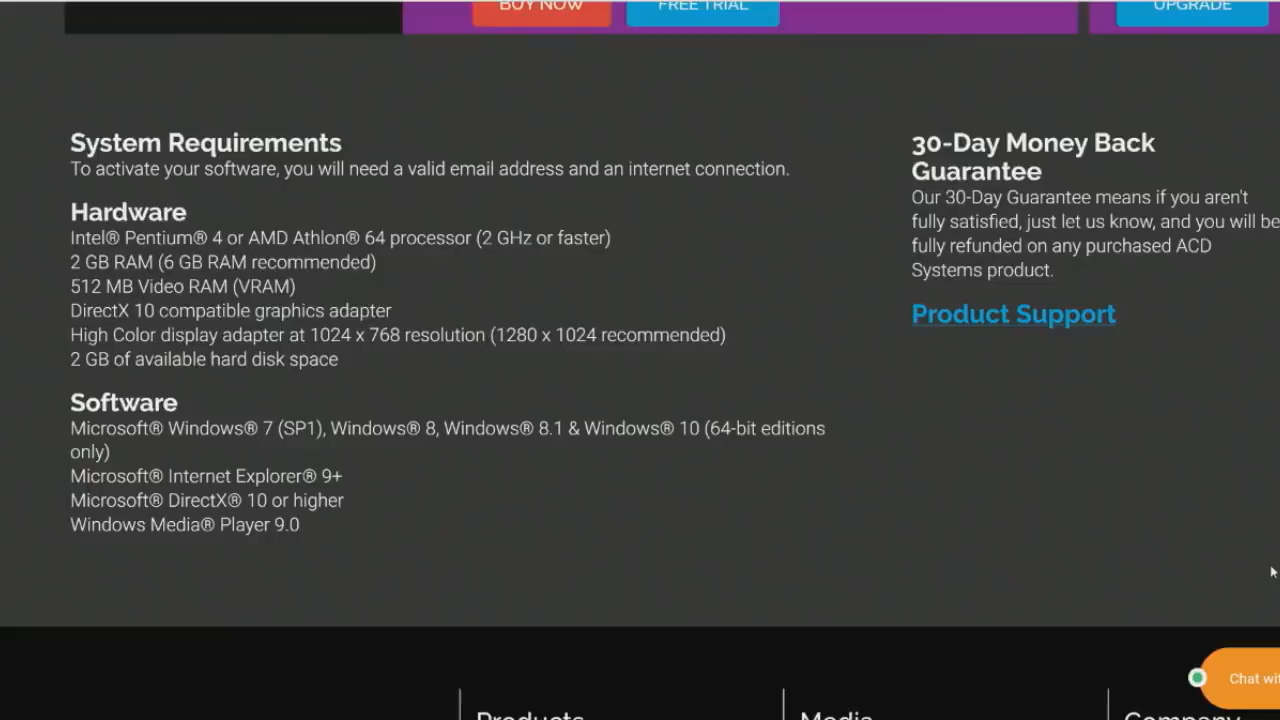 BUY NOW
FREE TRIAL
UPGRADE
System Requirements
To activate your software, you will need a valid email address and an internet connection.
Hardware
Intel® Pentium® 4 or AMD Athlon® 64 processor (2 GHz or faster)
2 GB RAM (6 GB RAM recommended)
512 MB Video RAM (VRAM)
DirectX 10 compatible graphics adapter
High Color display adapter at 1024 x 768 resolution (1280 x 1024 recommended)
2 GB of available hard disk space
Software
Microsoft® Windows® 7 (SP1), Windows® 8, Windows® 8.1 & Windows® 10 (64-bit editions
only)
Microsoft® Internet Explorer® 9+
Microsoft® DirectX® 10 or higher
Windows Media® Player 9.0
30-Day Money Back
Guarantee
Our 30-Day Guarantee means if you aren't
fully satisfied, just let us know, and you will be
fully refunded on any purchased ACD
Systems product.
Product Support
Chat wit
Products
Media
Company